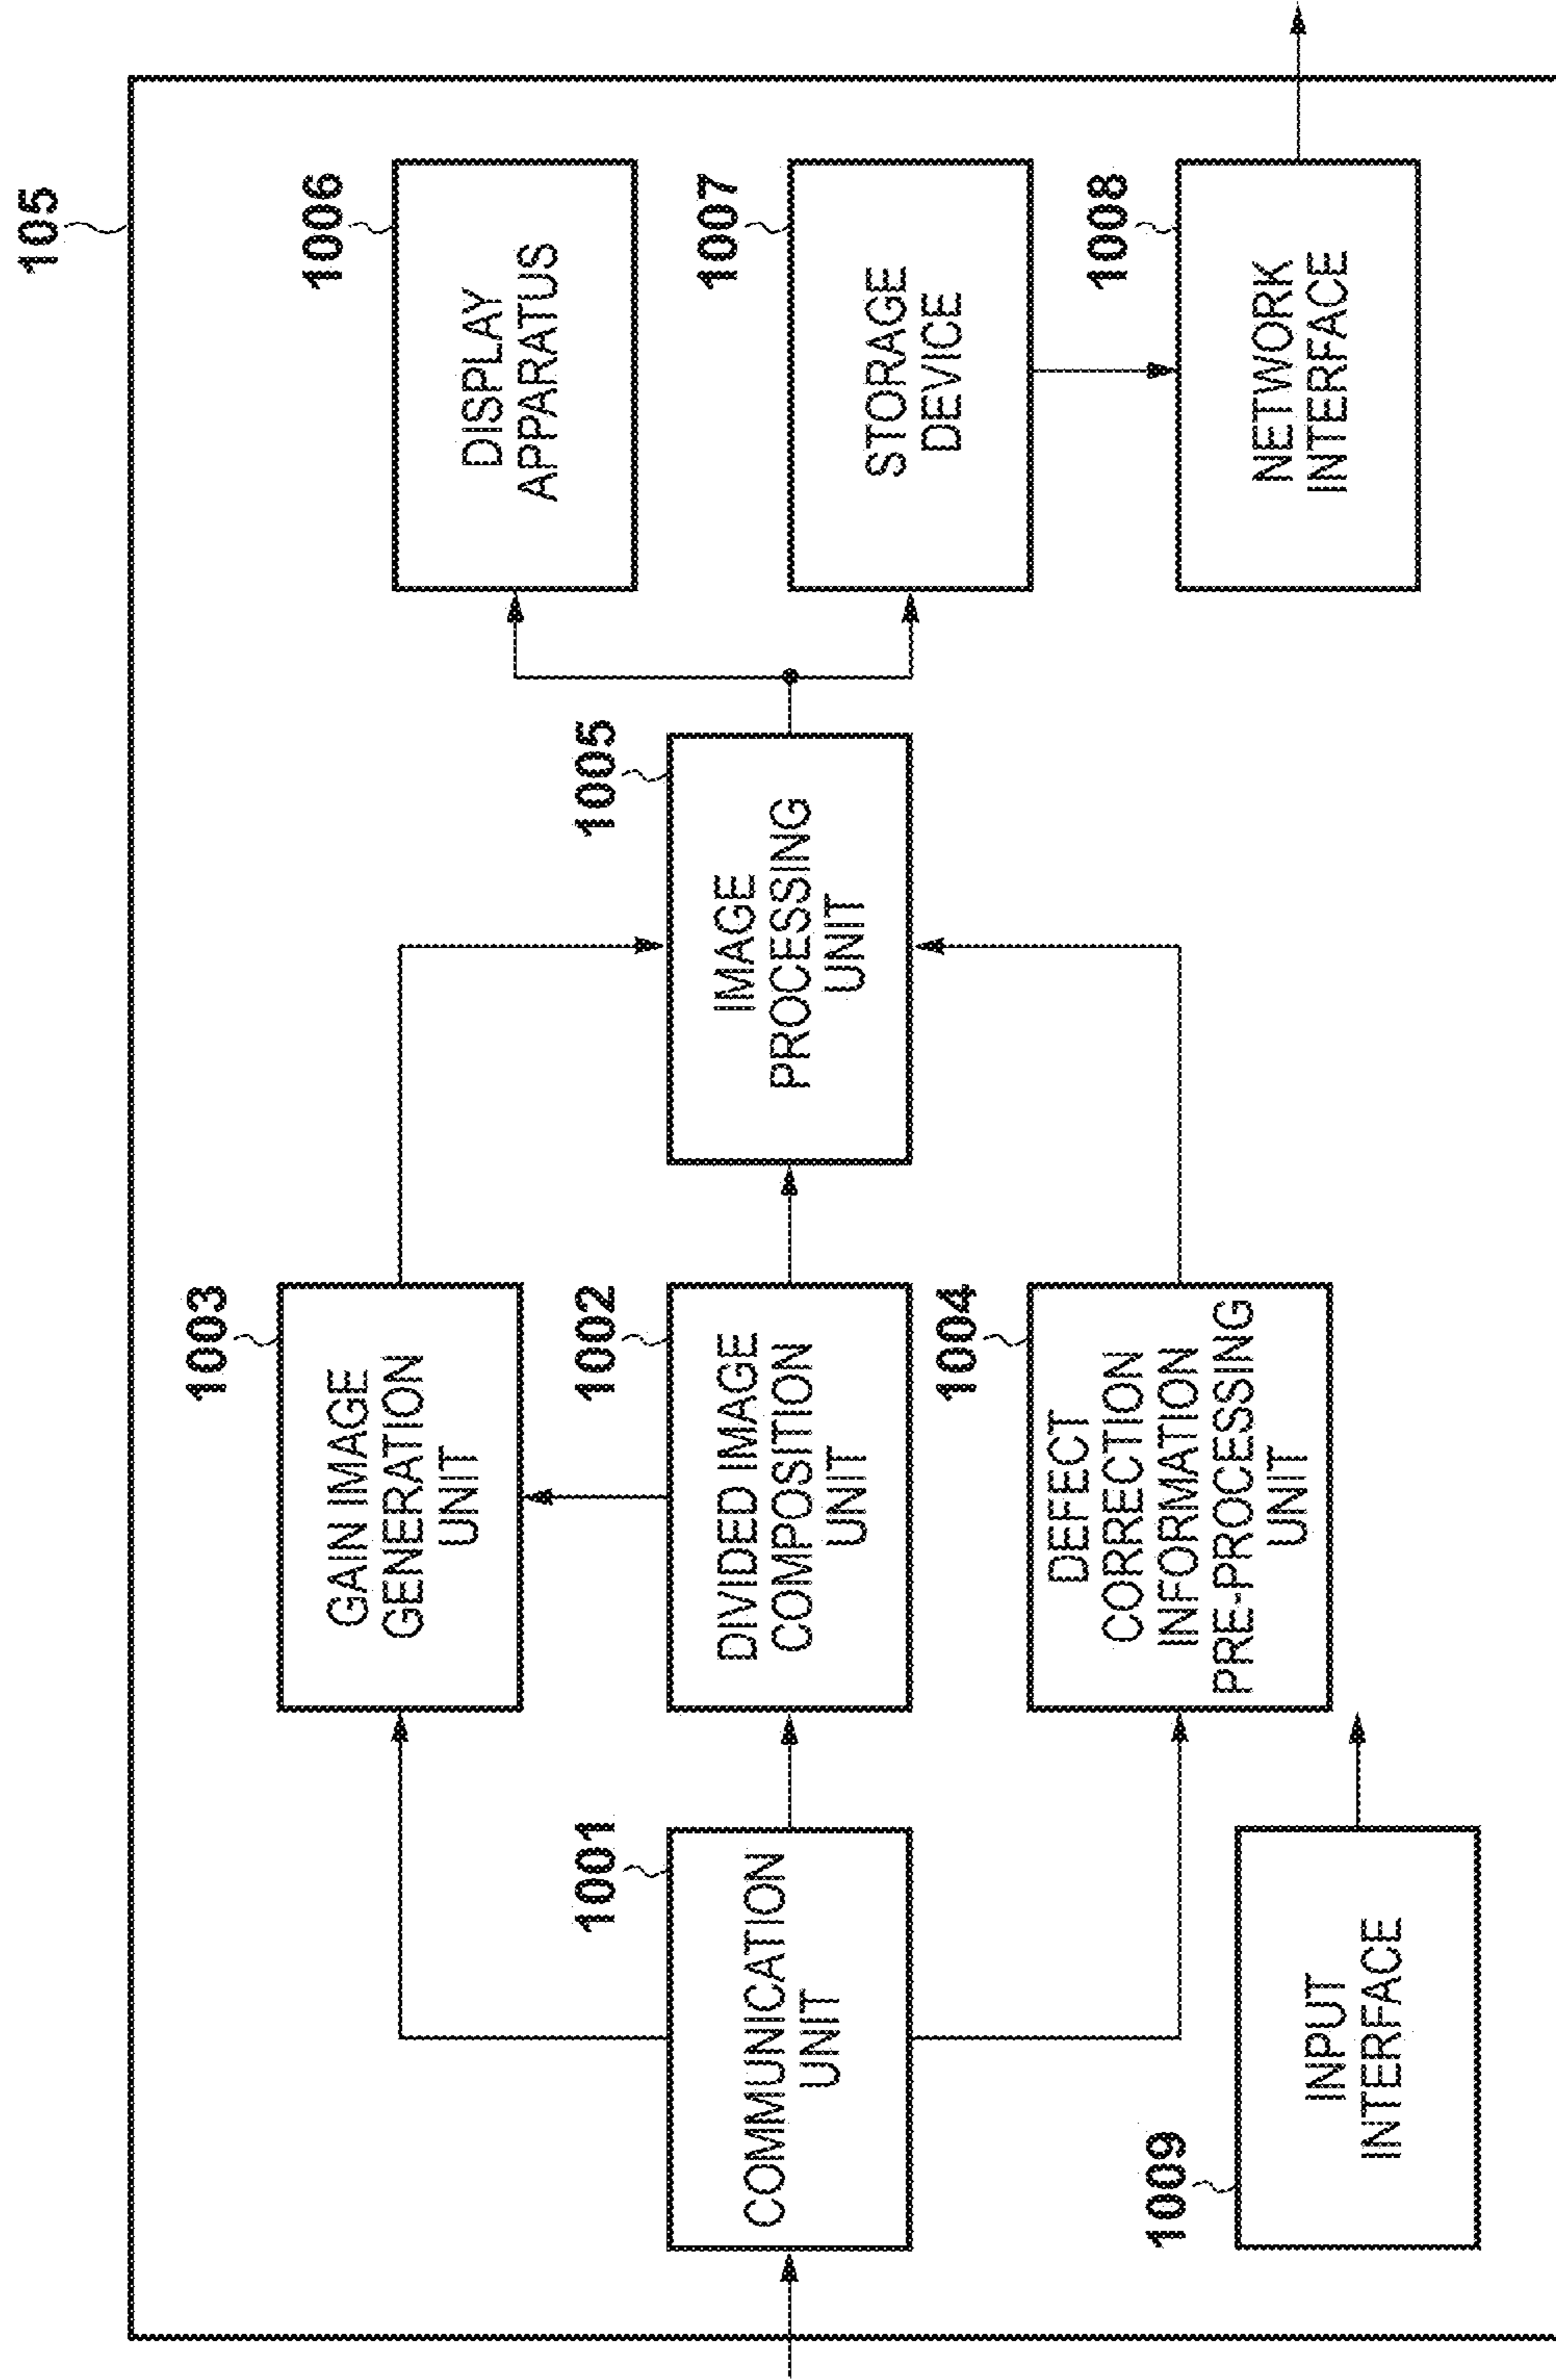 105
1003
GAIN IMAGE
GENERATION
UNIT
1006
DISPLAY
APPARATUS
1001
COMMUNICATION
UNIT
1002
DIVIDED IMAGE
COMPOSITION
UNIT
1005
IMAGE
PROCESSING
UNIT
1007
STORAGE
DEVICE
1004
DEFECT
CORRECTION
INFORMATION
PRE-PROCESSING
UNIT
1008
NETWORK
INTERFACE
1009
INPUT
INTERFACE